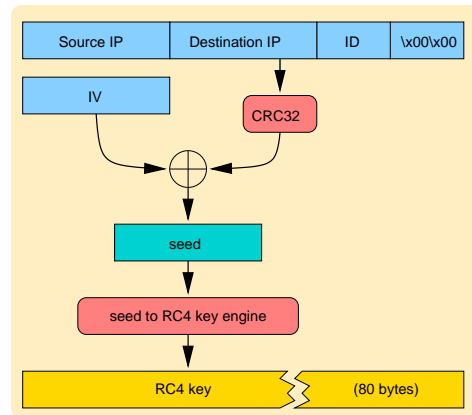 Source IP Destination IP ID \x00\x00
IV
CRC32
seed
seed to RC4 key engine
RC4 key (80 bytes)